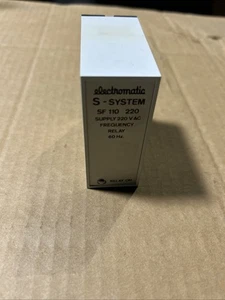 electromatic
S - SYSTEM
SF 110 220
SUPPLY 220 V AC
FREQUENCY
RELAY
60 Hz